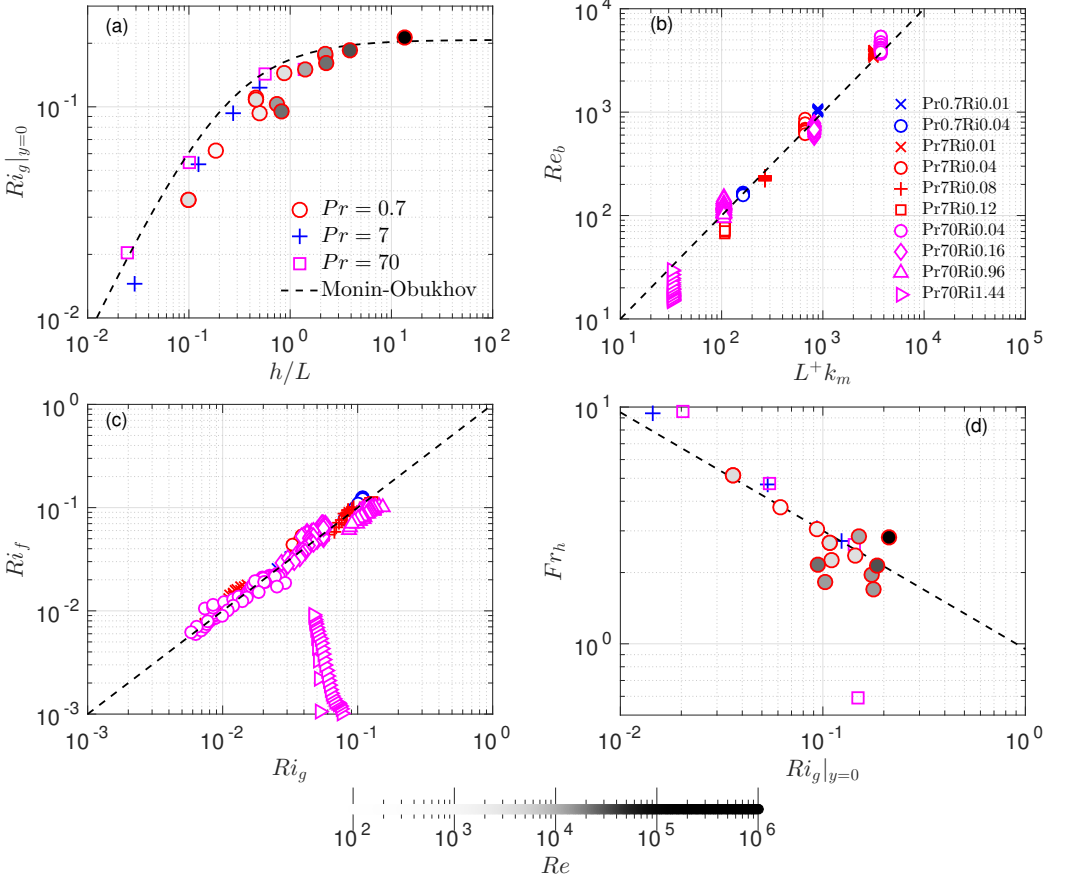 (a)
10^{-1}
10^{-2}
Ri_g|_{y=0}
Pr = 0.7
Pr = 7
Pr = 70
Monin-Obukhov
10^{-2} 10^{-1} 10^0 10^1 10^2
h/L
(b)
10^4
10^3
10^2
10^1
Re_b
Pr0.7Ri0.01
Pr0.7Ri0.04
Pr7Ri0.01
Pr7Ri0.04
Pr7Ri0.08
Pr7Ri0.12
Pr70Ri0.04
Pr70Ri0.16
Pr70Ri0.96
Pr70Ri1.44
10^1 10^2 10^3 10^4 10^5
L^+k_m
(c)
10^0
10^{-1}
10^{-2}
10^{-3}
Ri_f
10^{-3} 10^{-2} 10^{-1} 10^0
Ri_g
(d)
10^1
10^0
Fr_h
10^{-2} 10^{-1} 10^0
Ri_g|_{y=0}
10^2 10^3 10^4 10^5 10^6
Re